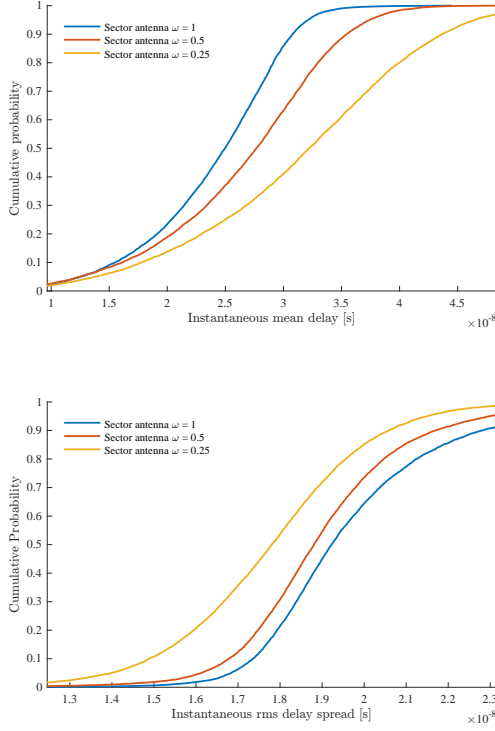 1
0.9
0.8
0.7
0.6
0.5
0.4
0.3
0.2
0.1
0
Cumulative probability
Sector antenna ω = 1
Sector antenna ω = 0.5
Sector antenna ω = 0.25
1 1.5 2 2.5 3 3.5 4 4.5
Instantaneous mean delay [s]
×10-8
1
0.9
0.8
0.7
0.6
0.5
0.4
0.3
0.2
0.1
0
Cumulative Probability
Sector antenna ω = 1
Sector antenna ω = 0.5
Sector antenna ω = 0.25
1.3 1.4 1.5 1.6 1.7 1.8 1.9 2 2.1 2.2 2.3
Instantaneous rms delay spread [s]
×10-8